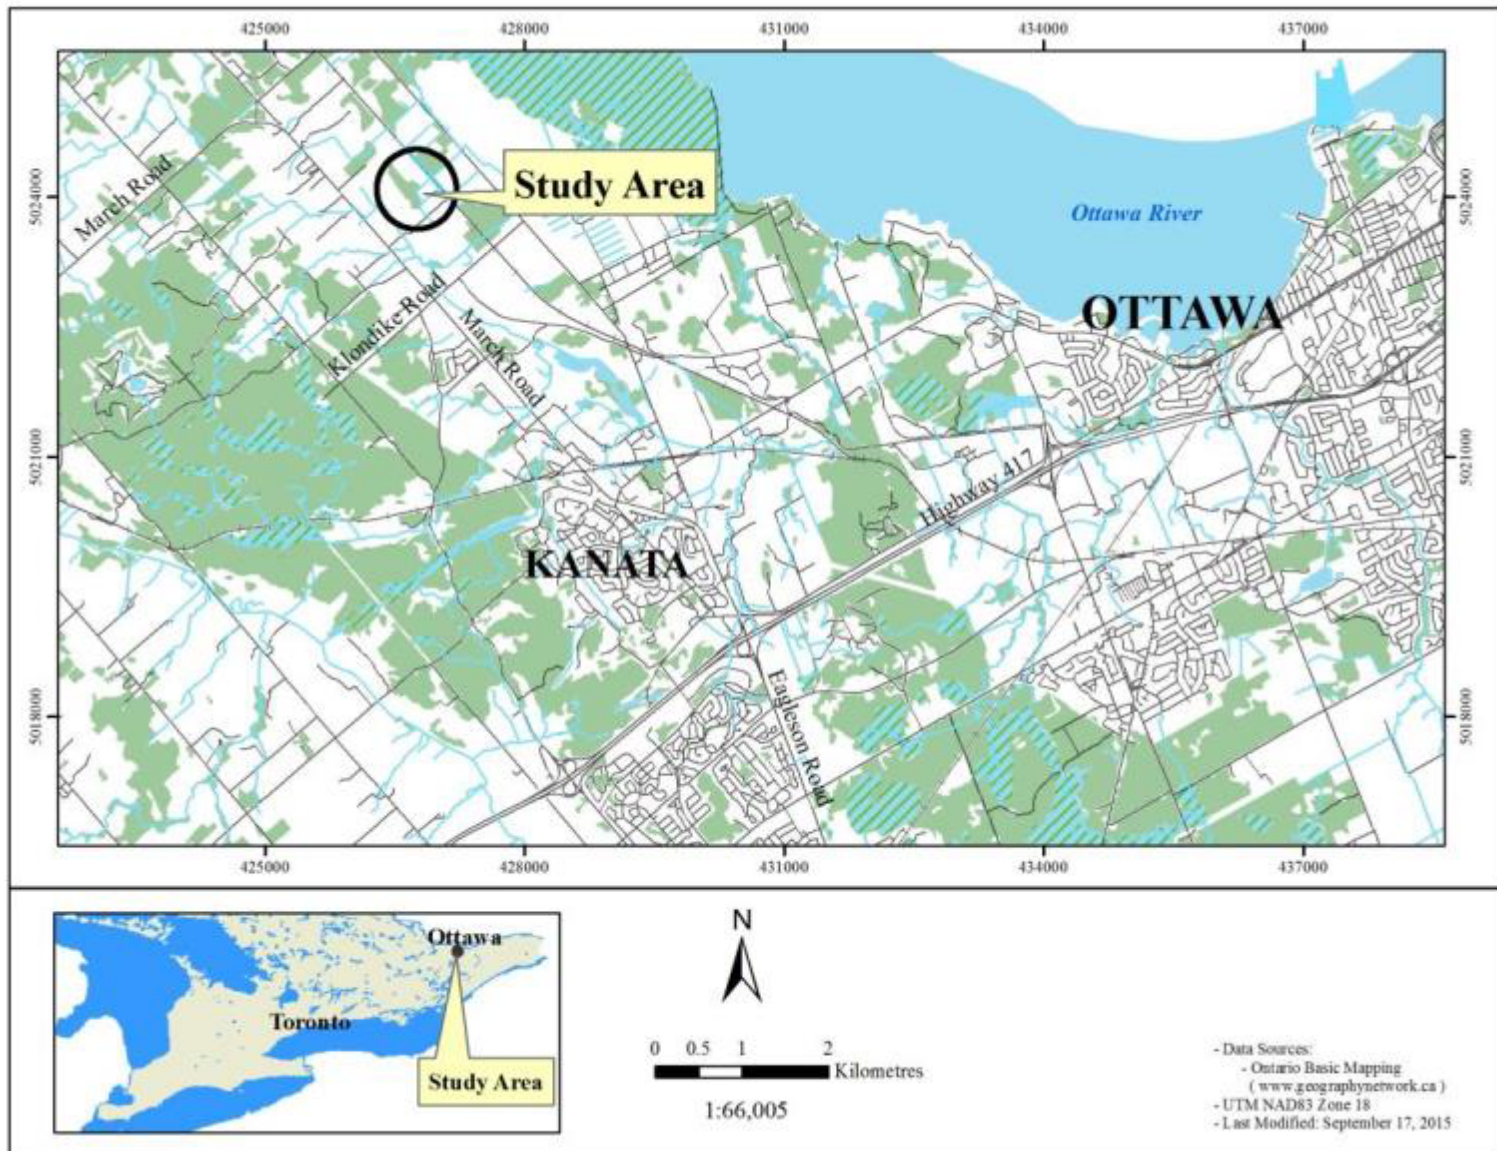 425000 428000 431000 434000 437000
5024000
5021000
5018000
March Road
Study Area
Ottawa River
5024000
Klondike Road
March Road
OTTAWA
Highway 417
5021000
KANATA
Eagleson Road
5018000
425000 428000 431000 434000 437000
Ottawa
Toronto
Study Area
N
0 0.5 1 2
Kilometres
1:66,005
- Data Sources:
- Ontario Basic Mapping
( www.geographynetwork.ca )
- UTM NAD83 Zone 18
- Last Modified: September 17, 2015